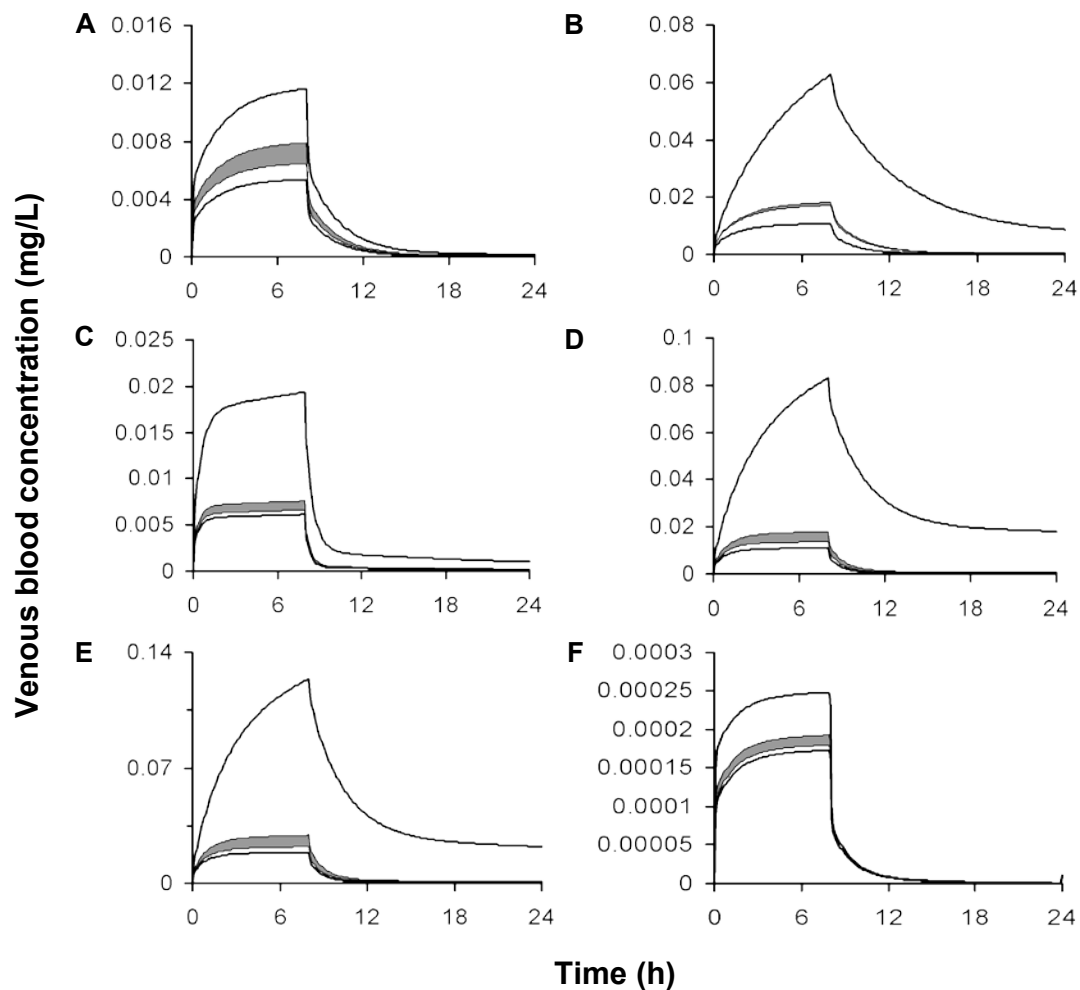 A
0.016
0.012
0.008
0.004
0
0 6 12 18 24
B
0.08
0.06
0.04
0.02
0
0 6 12 18 24
C
0.025
0.02
0.015
0.01
0.005
0
0 6 12 18 24
D
0.1
0.08
0.06
0.04
0.02
0
0 6 12 18 24
E
0.14
0.07
0
0 6 12 18 24
F
0.0003
0.00025
0.0002
0.00015
0.0001
0.00005
0
0 6 12 18 24
Venous blood concentration (mg/L)
Time (h)